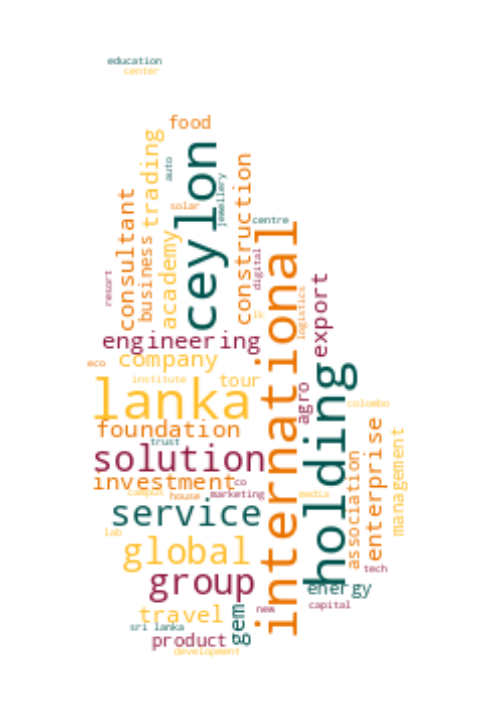 education
center
food
trading
auto
ceylon
jewellery
construction
consultant
solar
centre
business
academy
international
digital
resort
logistics
export
lk
engineering
company
eco
institute
tour
holding
lanka
agro
colombo
foundation
trust
enterprise
management
solution
association
investment
co
campus
house
marketing
media
service
lab
global
tech
group
energy
travel
gem
new
capital
sri lanka
product
development